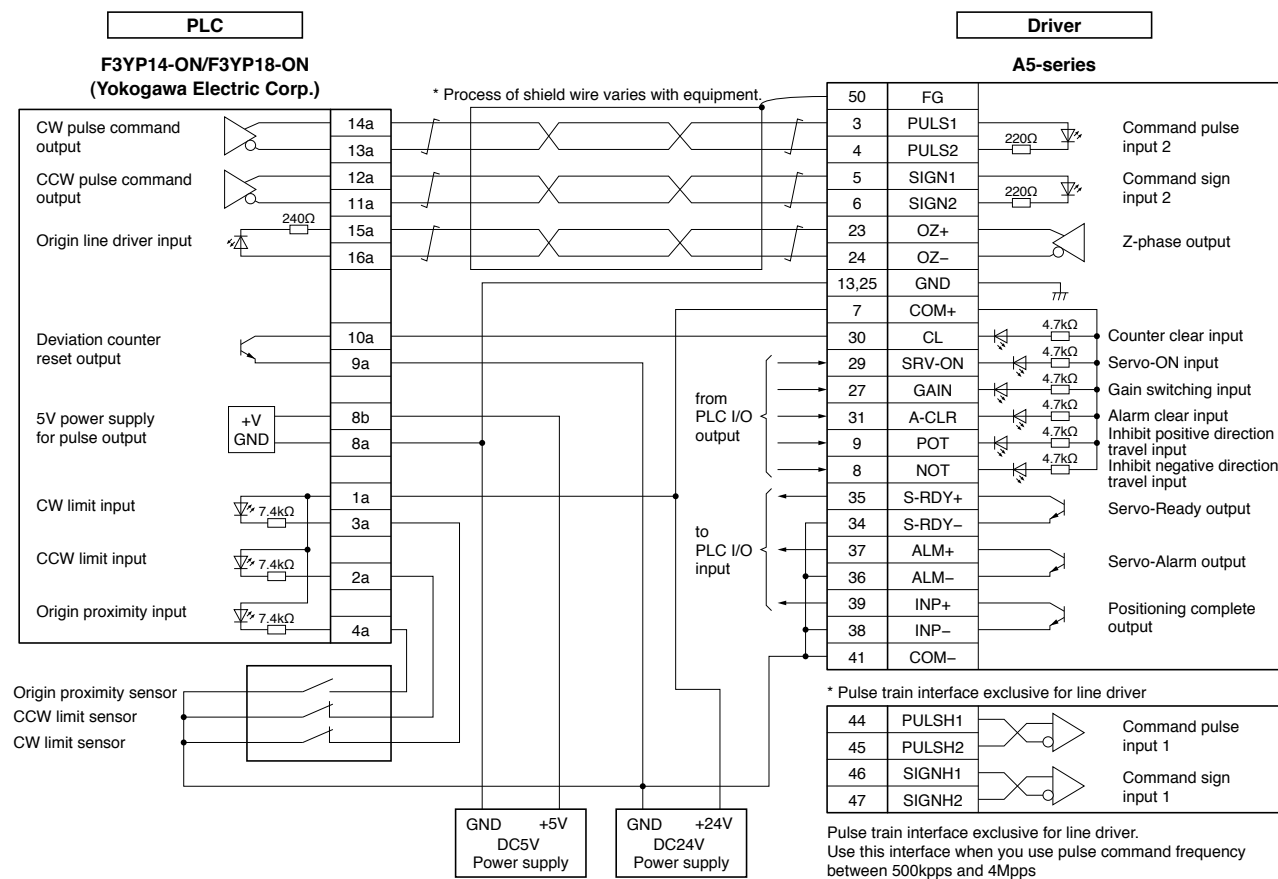 PLC
Driver
F3YP14-ON/F3YP18-ON
(Yokogawa Electric Corp.)
A5-series
* Process of shield wire varies with equipment.
CW pulse command
output
CCW pulse command
output
240Ω
Origin line driver input
Deviation counter
reset output
5V power supply
for pulse output
+V
GND
CW limit input
7.4kΩ
CCW limit input
7.4kΩ
Origin proximity input
7.4kΩ
14a
13a
12a
11a
15a
16a
10a
9a
8b
8a
1a
3a
2a
4a
Origin proximity sensor
CCW limit sensor
CW limit sensor
GND +5V
DC5V
Power supply
GND +24V
DC24V
Power supply
from
PLC I/O
output
to
PLC I/O
input
50 FG
3 PULS1
4 PULS2
5 SIGN1
6 SIGN2
23 OZ+
24 OZ−
13,25 GND
7 COM+
30 CL
29 SRV-ON
27 GAIN
31 A-CLR
9 POT
8 NOT
35 S-RDY+
34 S-RDY−
37 ALM+
36 ALM−
39 INP+
38 INP−
41 COM−
220Ω
Command pulse
input 2
220Ω
Command sign
input 2
Z-phase output
4.7kΩ
Counter clear input
4.7kΩ
Servo-ON input
4.7kΩ
Gain switching input
4.7kΩ
Alarm clear input
4.7kΩ
Inhibit positive direction
travel input
4.7kΩ
Inhibit negative direction
travel input
Servo-Ready output
Servo-Alarm output
Positioning complete
output
* Pulse train interface exclusive for line driver
44 PULSH1
45 PULSH2
46 SIGNH1
47 SIGNH2
Command pulse
input 1
Command sign
input 1
Pulse train interface exclusive for line driver.
Use this interface when you use pulse command frequency
between 500kpps and 4Mpps